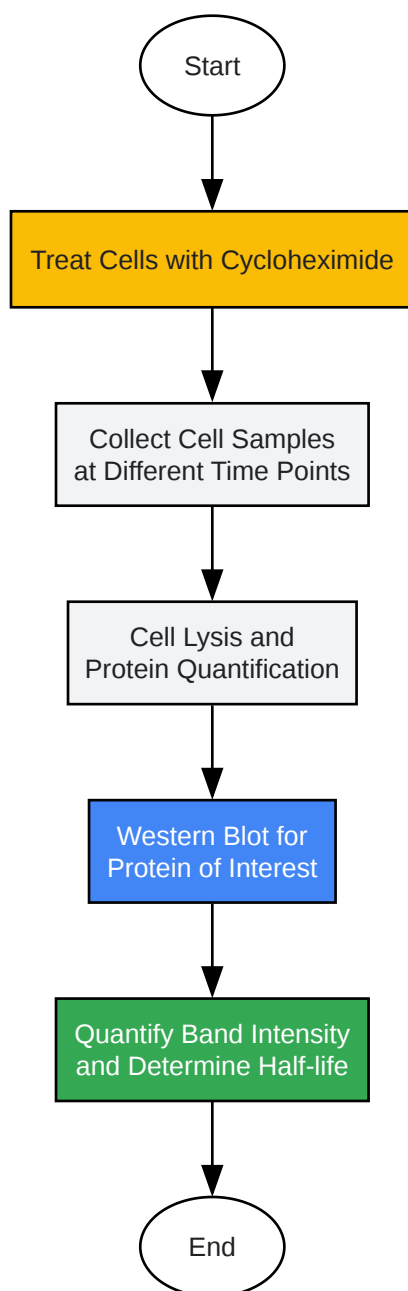 Start
Treat Cells with Cycloheximide
Collect Cell Samples
at Different Time Points
Cell Lysis and
Protein Quantification
Western Blot for
Protein of Interest
Quantify Band Intensity
and Determine Half-life
End